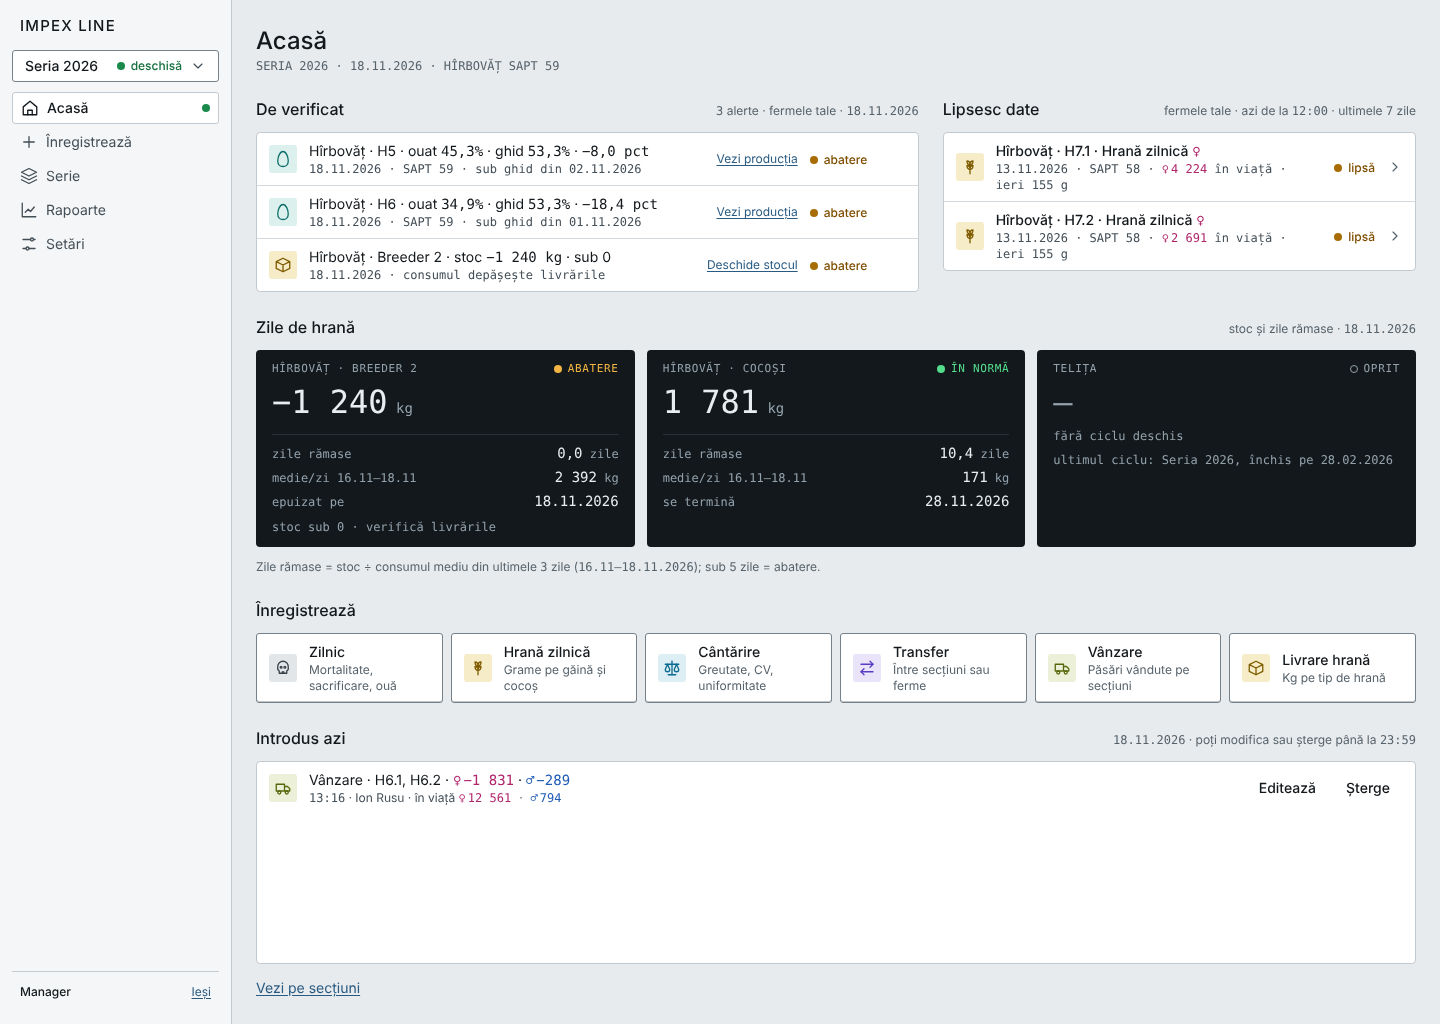 IMPEX LINE
Seria 2026 deschisă
Acasă
Înregistrează
Serie
Rapoarte
Setări
Manager Ieși
Acasă
SERIA 2026 · 18.11.2026 · HÎRBOVĂȚ SAPT 59
De verificat 3 alerte · fermele tale · 18.11.2026
Hîrbovăț · H5 · ouat 45,3% · ghid 53,3% · −8,0 pct
18.11.2026 · SAPT 59 · sub ghid din 02.11.2026
Vezi producția abatere
Hîrbovăț · H6 · ouat 34,9% · ghid 53,3% · −18,4 pct
18.11.2026 · SAPT 59 · sub ghid din 01.11.2026
Vezi producția abatere
Hîrbovăț · Breeder 2 · stoc −1 240 kg · sub 0
18.11.2026 · consumul depășește livrările
Deschide stocul abatere
Lipsesc date fermele tale · azi de la 12:00 · ultimele 7 zile
Hîrbovăț · H7.1 · Hrană zilnică ♀
13.11.2026 · SAPT 58 · ♀4 224 în viață ·
ieri 155 g
lipsă
Hîrbovăț · H7.2 · Hrană zilnică ♀
13.11.2026 · SAPT 58 · ♀2 691 în viață ·
ieri 155 g
lipsă
Zile de hrană stoc și zile rămase · 18.11.2026
HÎRBOVĂȚ · BREEDER 2 ABATERE
−1 240 kg
zile rămase 0,0 zile
medie/zi 16.11–18.11 2 392 kg
epuizat pe 18.11.2026
stoc sub 0 · verifică livrările
HÎRBOVĂȚ · COCOȘI ÎN NORMĂ
1 781 kg
zile rămase 10,4 zile
medie/zi 16.11–18.11 171 kg
se termină 28.11.2026
TELIȚA OPRIT
—
fără ciclu deschis
ultimul ciclu: Seria 2026, închis pe 28.02.2026
Zile rămase = stoc ÷ consumul mediu din ultimele 3 zile (16.11–18.11.2026); sub 5 zile = abatere.
Înregistrează
Zilnic
Mortalitate,
sacrificare, ouă
Hrană zilnică
Grame pe găină și
cocoș
Cântărire
Greutate, CV,
uniformitate
Transfer
Între secțiuni sau
ferme
Vânzare
Păsări vândute pe
secțiuni
Livrare hrană
Kg pe tip de hrană
Introdus azi 18.11.2026 · poți modifica sau șterge până la 23:59
Vânzare · H6.1, H6.2 · ♀−1 831 · ♂−289
13:16 · Ion Rusu · în viață ♀12 561 · ♂794
Editează Șterge
Vezi pe secțiuni